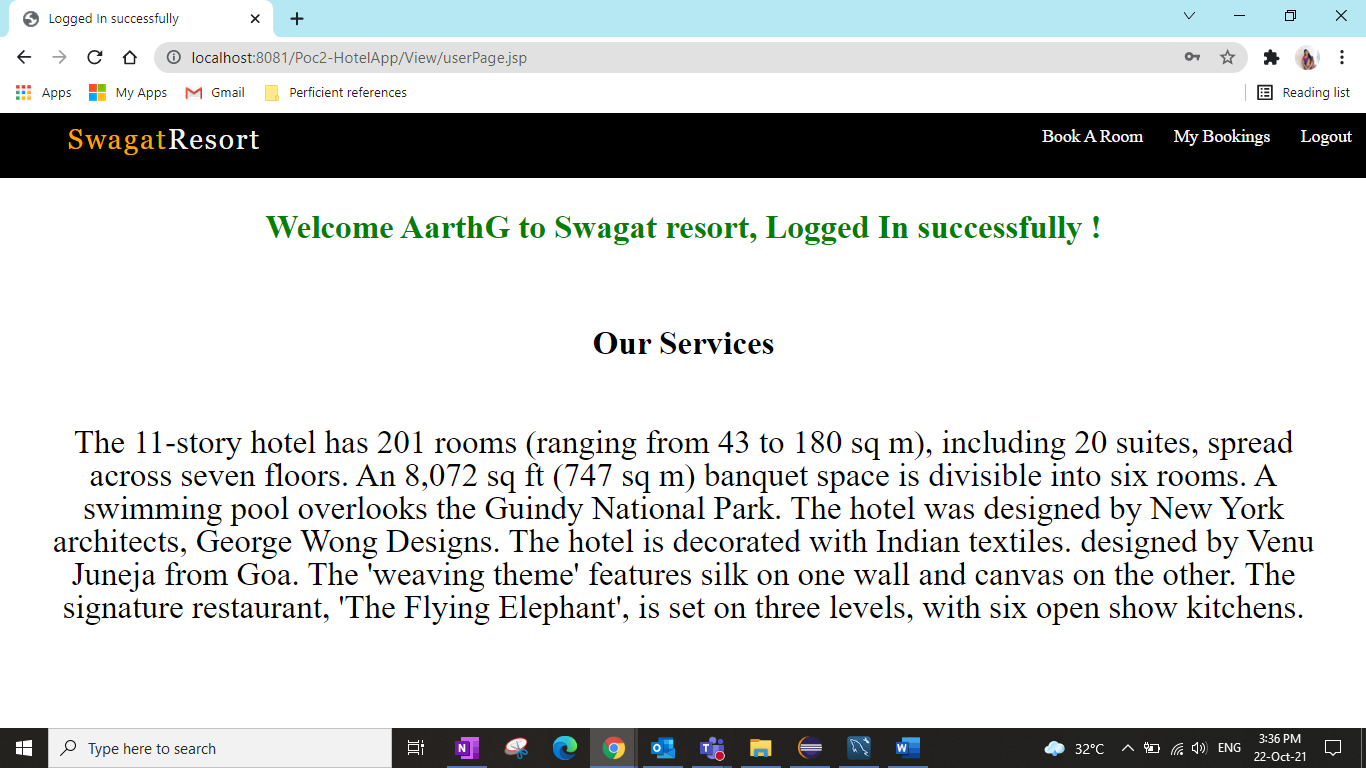 Logged In successfully
localhost:8081/Poc2-HotelApp/View/userPage.jsp
Apps My Apps Gmail Perficient references Reading list
SwagatResort Book A Room My Bookings Logout
Welcome AarthG to Swagat resort, Logged In successfully !
Our Services
The 11-story hotel has 201 rooms (ranging from 43 to 180 sq m), including 20 suites, spread
across seven floors. An 8,072 sq ft (747 sq m) banquet space is divisible into six rooms. A
swimming pool overlooks the Guindy National Park. The hotel was designed by New York
architects, George Wong Designs. The hotel is decorated with Indian textiles. designed by Venu
Juneja from Goa. The 'weaving theme' features silk on one wall and canvas on the other. The
signature restaurant, 'The Flying Elephant', is set on three levels, with six open show kitchens.
Type here to search
32°C ENG
3:36 PM
22-Oct-21